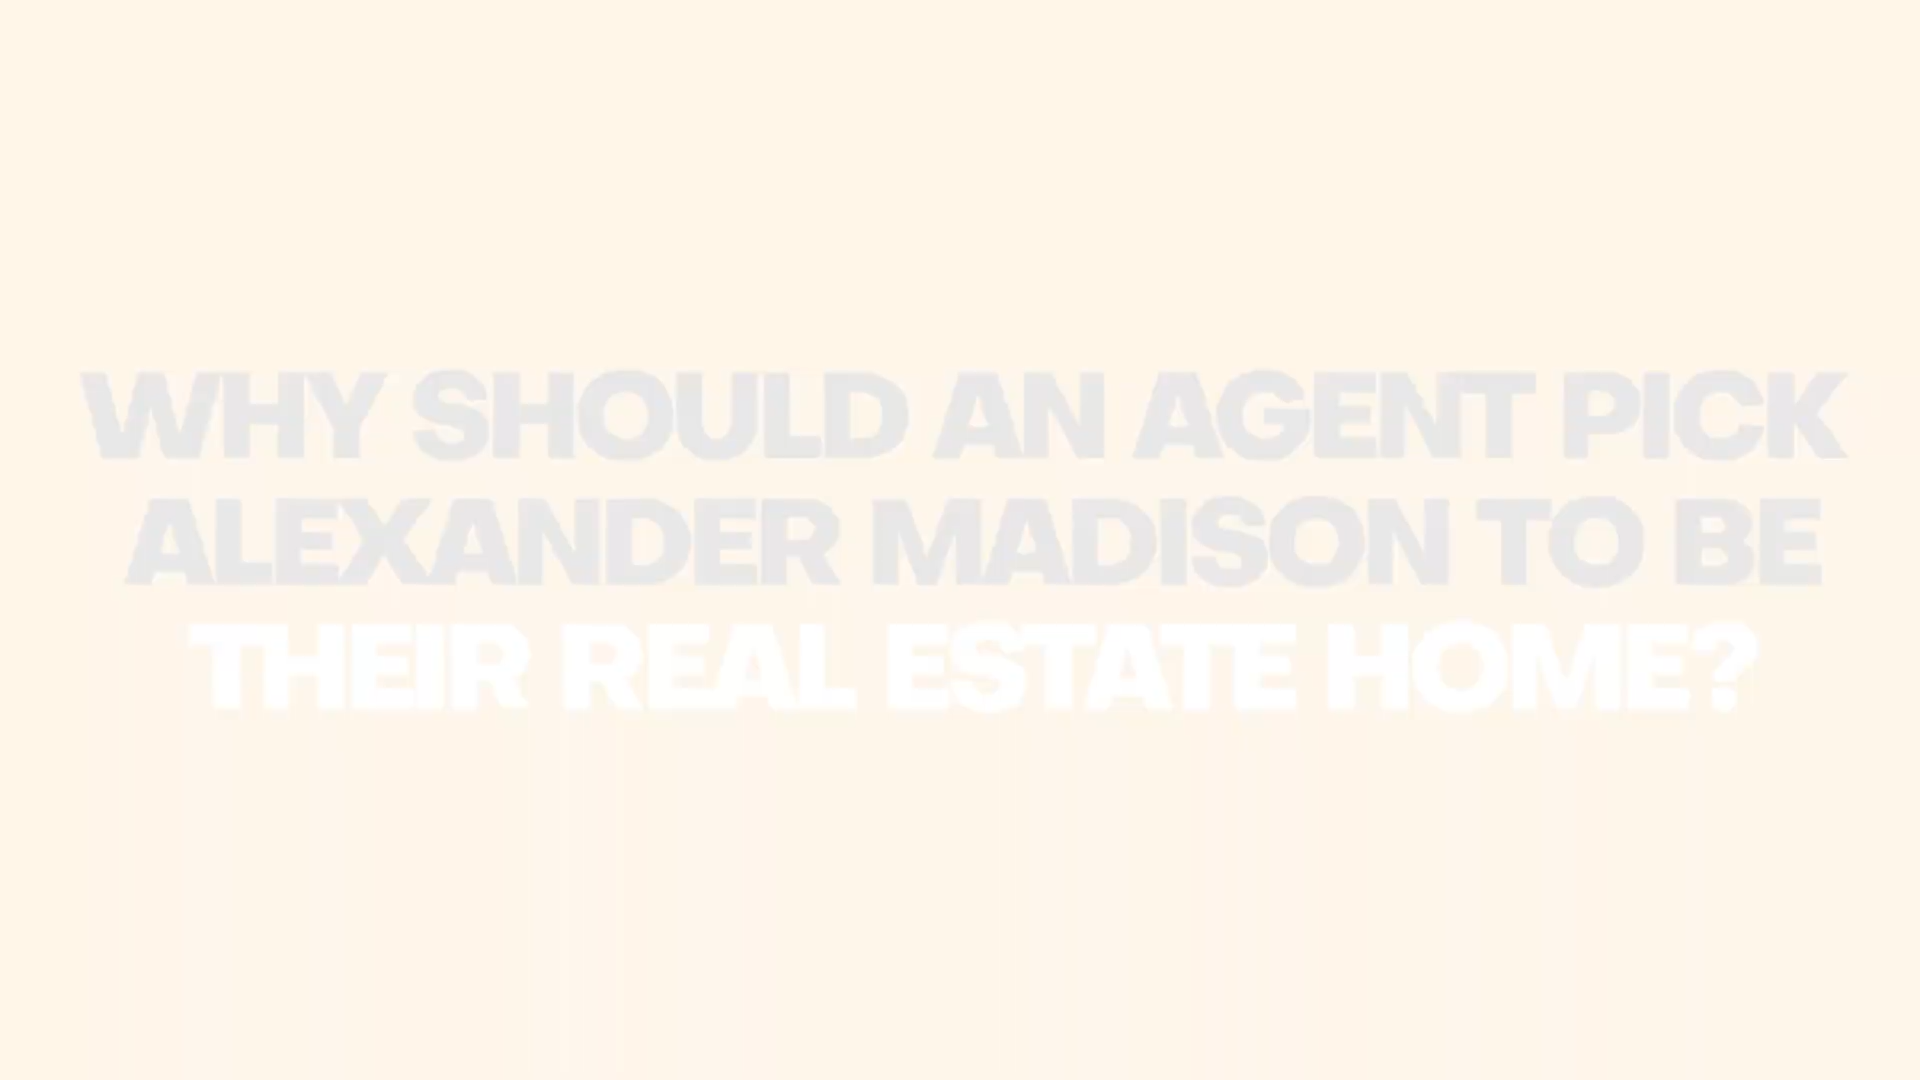 WHY SHOULD AN AGENT PICK
ALEXANDER MADISON TO BE
THEIR REAL ESTATE HOME?